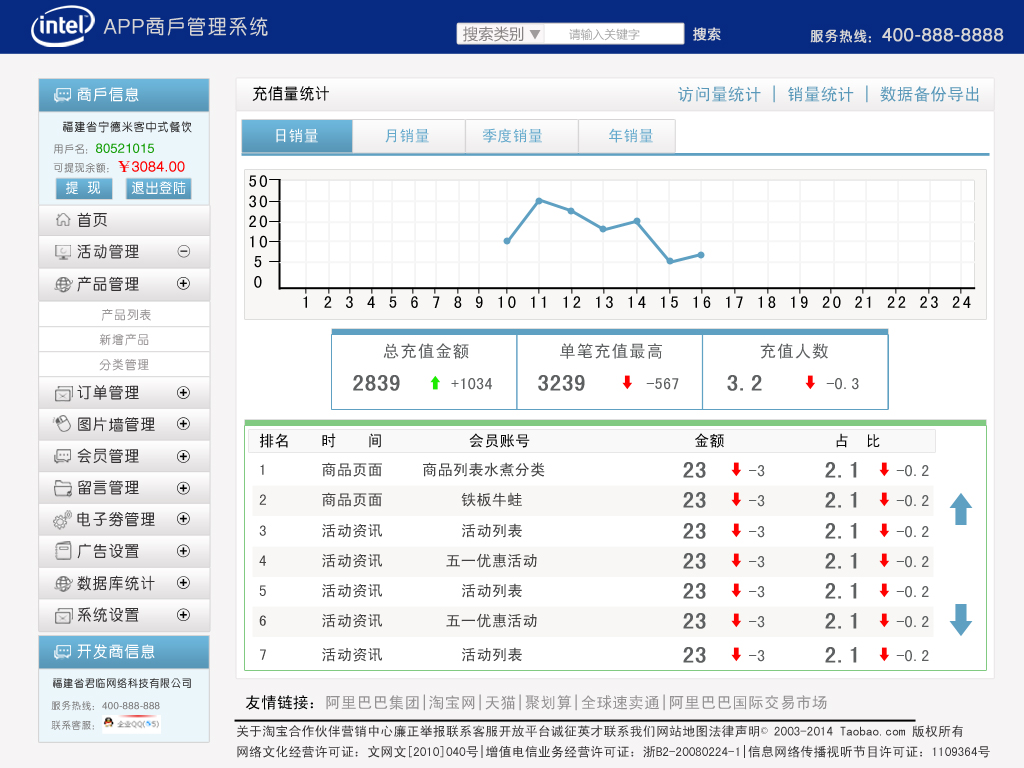 intel APP商戶管理系统
搜索类别▼ 请输入关键字 搜索
服务热线: 400-888-8888
商戶信息
福建省宁德米客中式餐饮
用戶名: 80521015
可提现余额: ￥3084.00
提 现 退出登陆
首页
活动管理
产品管理
产品列表
新增产品
分类管理
订单管理
图片墙管理
会员管理
留言管理
电子劵管理
广告设置
数据库统计
系统设置
开发商信息
福建省君临网络科技有限公司
服务热线: 400-888-888
联系客服: 企业QQ
充值量统计
访问量统计 | 销量统计 | 数据备份导出
日销量 月销量 季度销量 年销量
50
30
20
10
5
0
1 2 3 4 5 6 7 8 9 10 11 12 13 14 15 16 17 18 19 20 21 22 23 24
总充值金额 单笔充值最高 充值人数
2839 +1034 3239 -567 3.2 -0.3
排名 时 间 会员账号 金额 占 比
1 商品页面 商品列表水煮分类 23 -3 2.1 -0.2
2 商品页面 铁板牛蛙 23 -3 2.1 -0.2
3 活动资讯 活动列表 23 -3 2.1 -0.2
4 活动资讯 五一优惠活动 23 -3 2.1 -0.2
5 活动资讯 活动列表 23 -3 2.1 -0.2
6 活动资讯 五一优惠活动 23 -3 2.1 -0.2
7 活动资讯 活动列表 23 -3 2.1 -0.2
友情链接: 阿里巴巴集团|淘宝网|天猫|聚划算|全球速卖通|阿里巴巴国际交易市场
关于淘宝合作伙伴营销中心廉正举报联系客服开放平台诚征英才联系我们网站地图法律声明© 2003-2014 Taobao.com 版权所有
网络文化经营许可证: 文网文[2010]040号|增值电信业务经营许可证: 浙B2-20080224-1|信息网络传播视听节目许可证: 1109364号